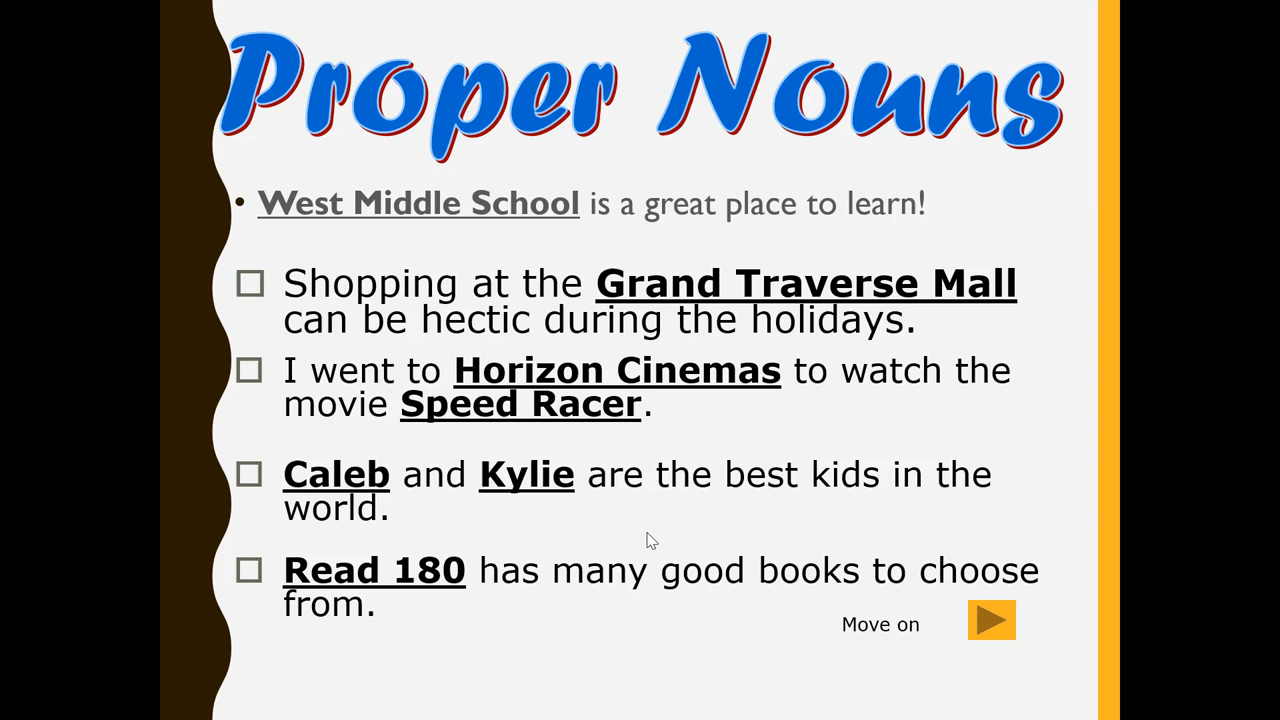 Proper Nouns
• West Middle School is a great place to learn!
Shopping at the Grand Traverse Mall
can be hectic during the holidays.
I went to Horizon Cinemas to watch the
movie Speed Racer.
Caleb and Kylie are the best kids in the
world.
Read 180 has many good books to choose
from.
Move on